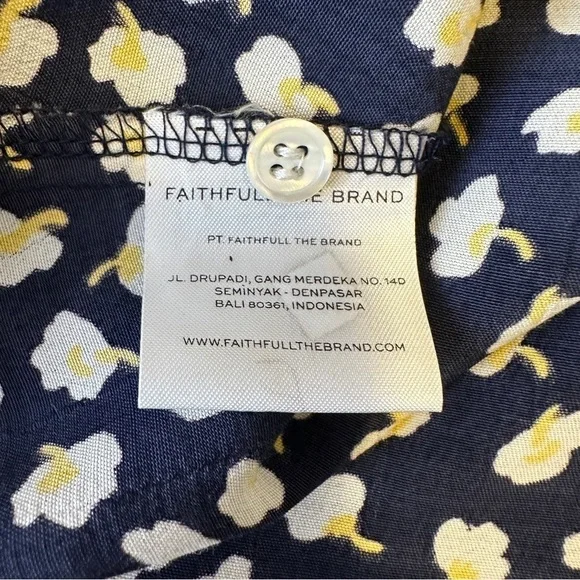 FAITHFULL THE BRAND
PT. FAITHFULL THE BRAND
JL. DRUPADI, GANG MERDEKA NO. 14D
SEMiNYAK - DENPASAR
BALI 80361, INDONESIA
WWW.FAITHFULLTHEBRAND.COM